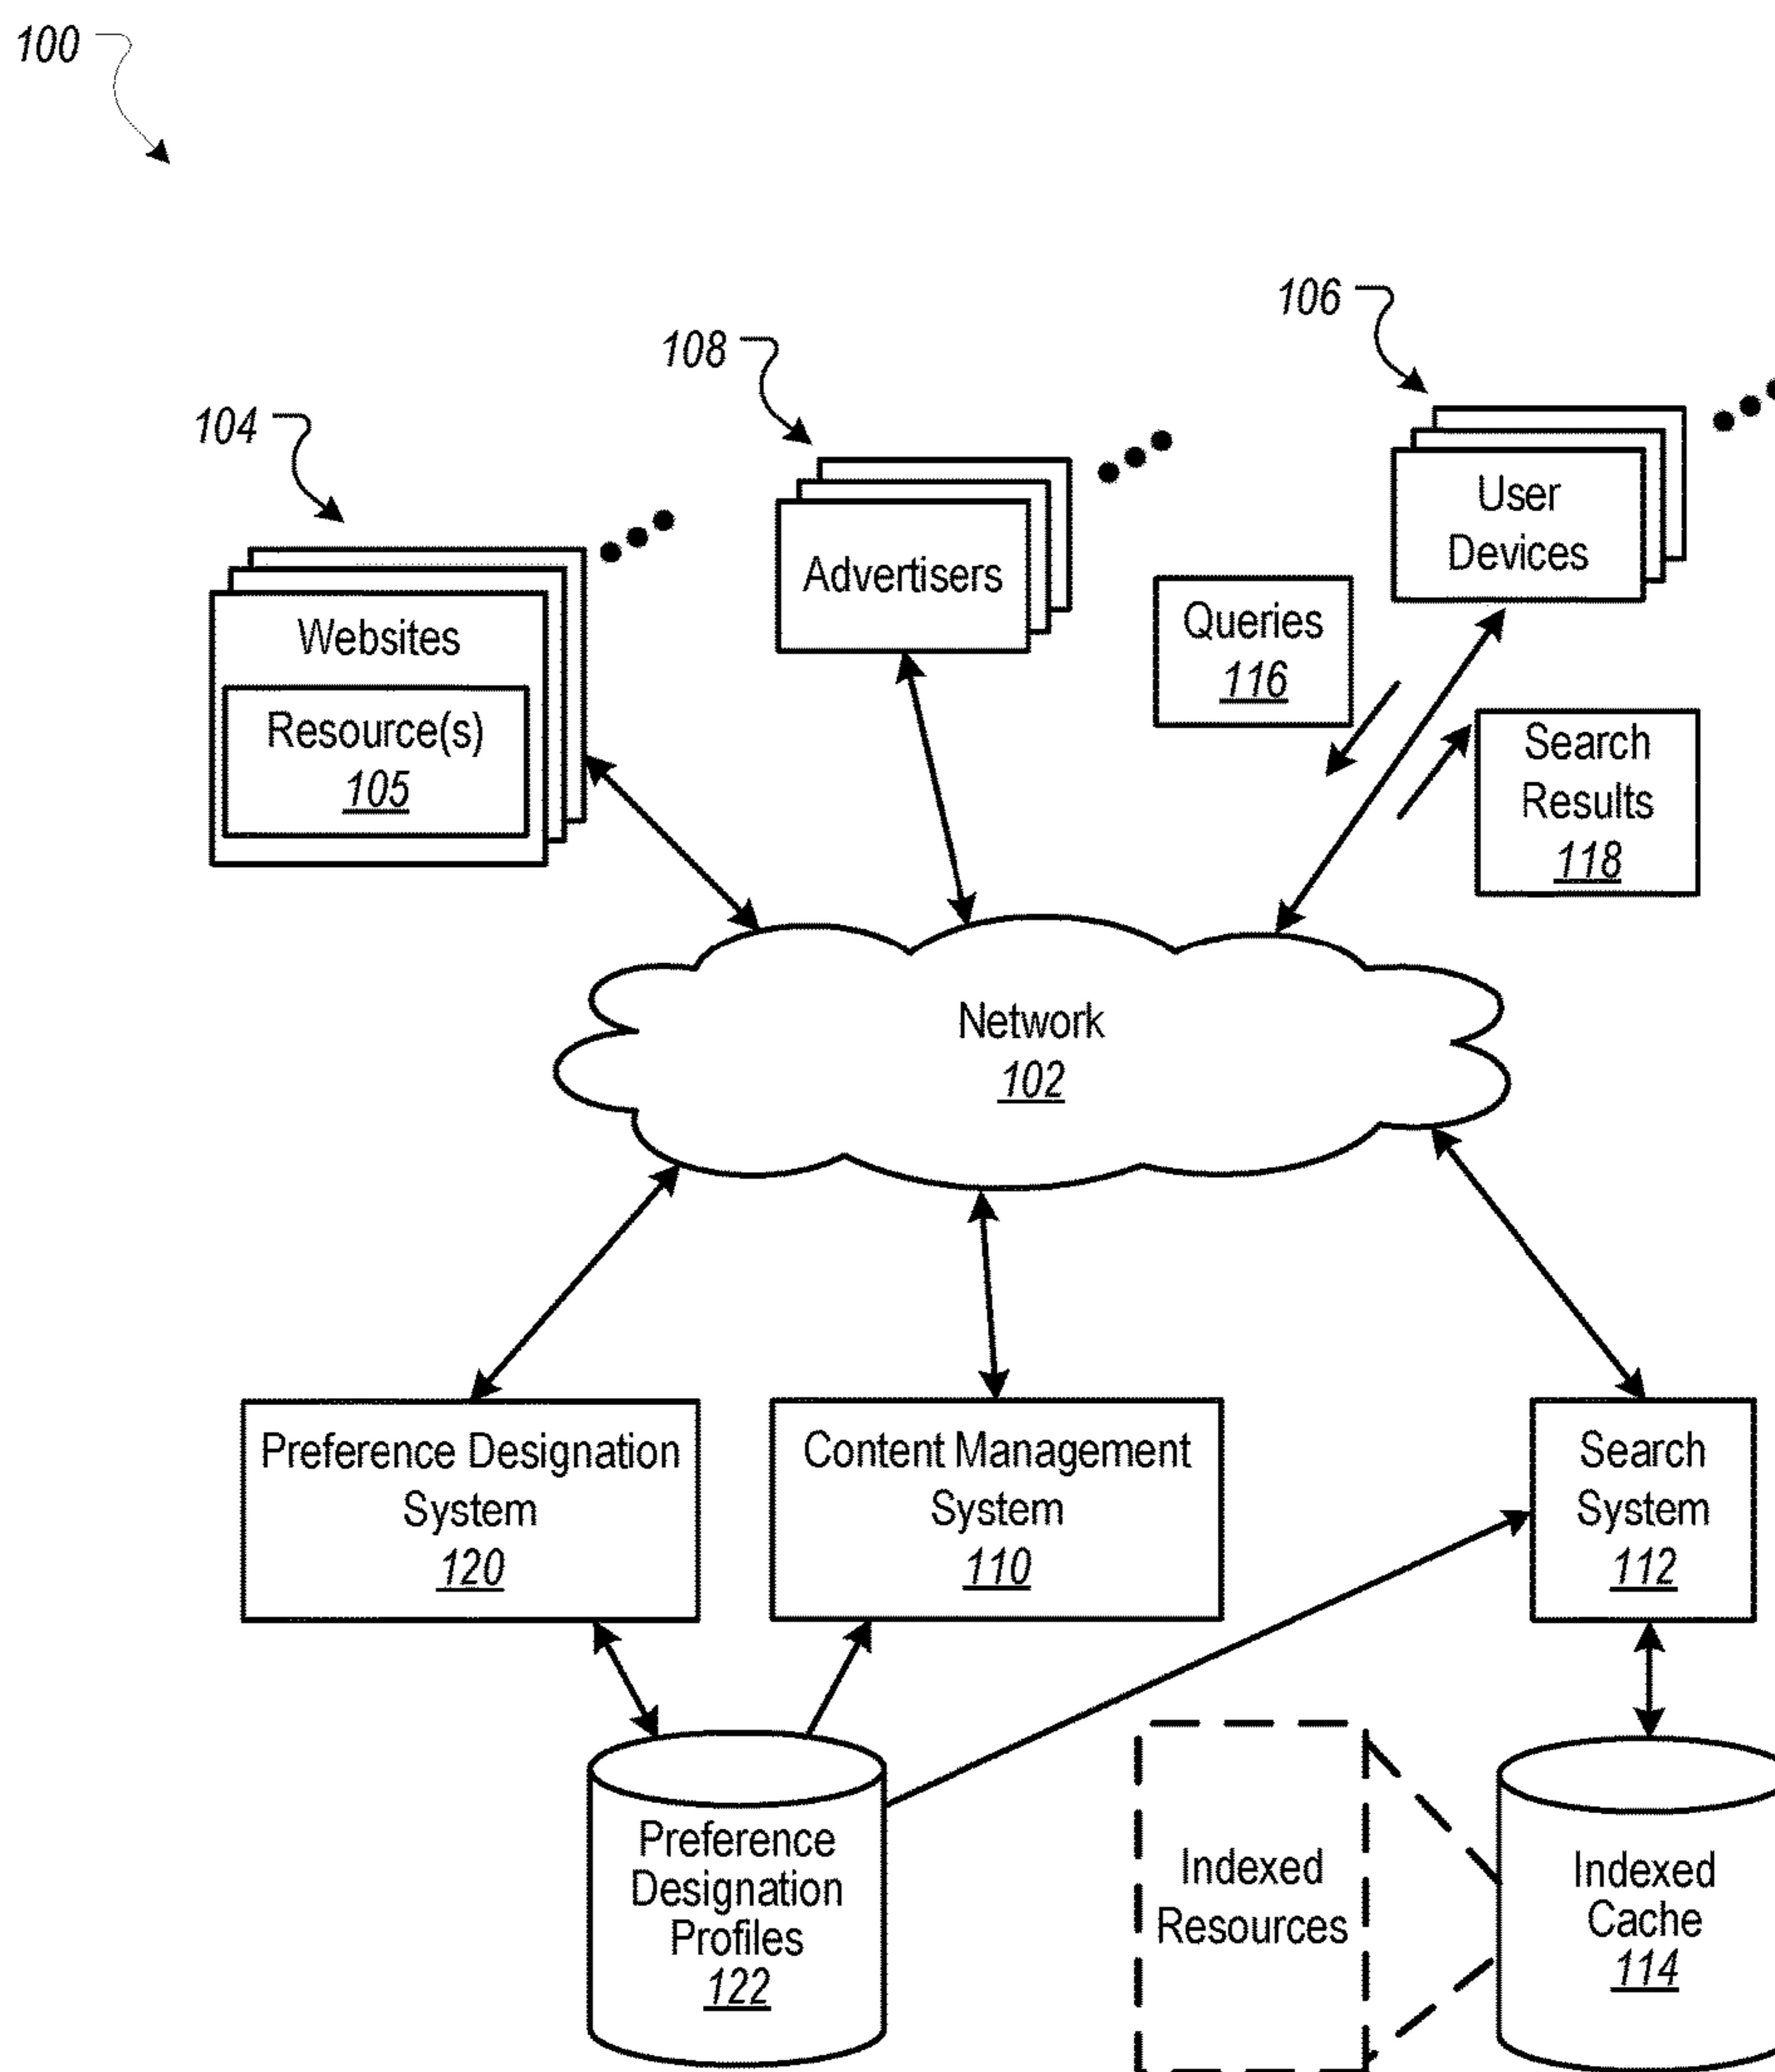 100
106
108
104
User
Devices
Advertisers
Queries
116
Websites
Resource(s)
105
Search
Results
118
Network
102
Preference Designation
System
120
Content Management
System
110
Search
System
112
Preference
Designation
Profiles
122
Indexed
Resources
Indexed
Cache
114